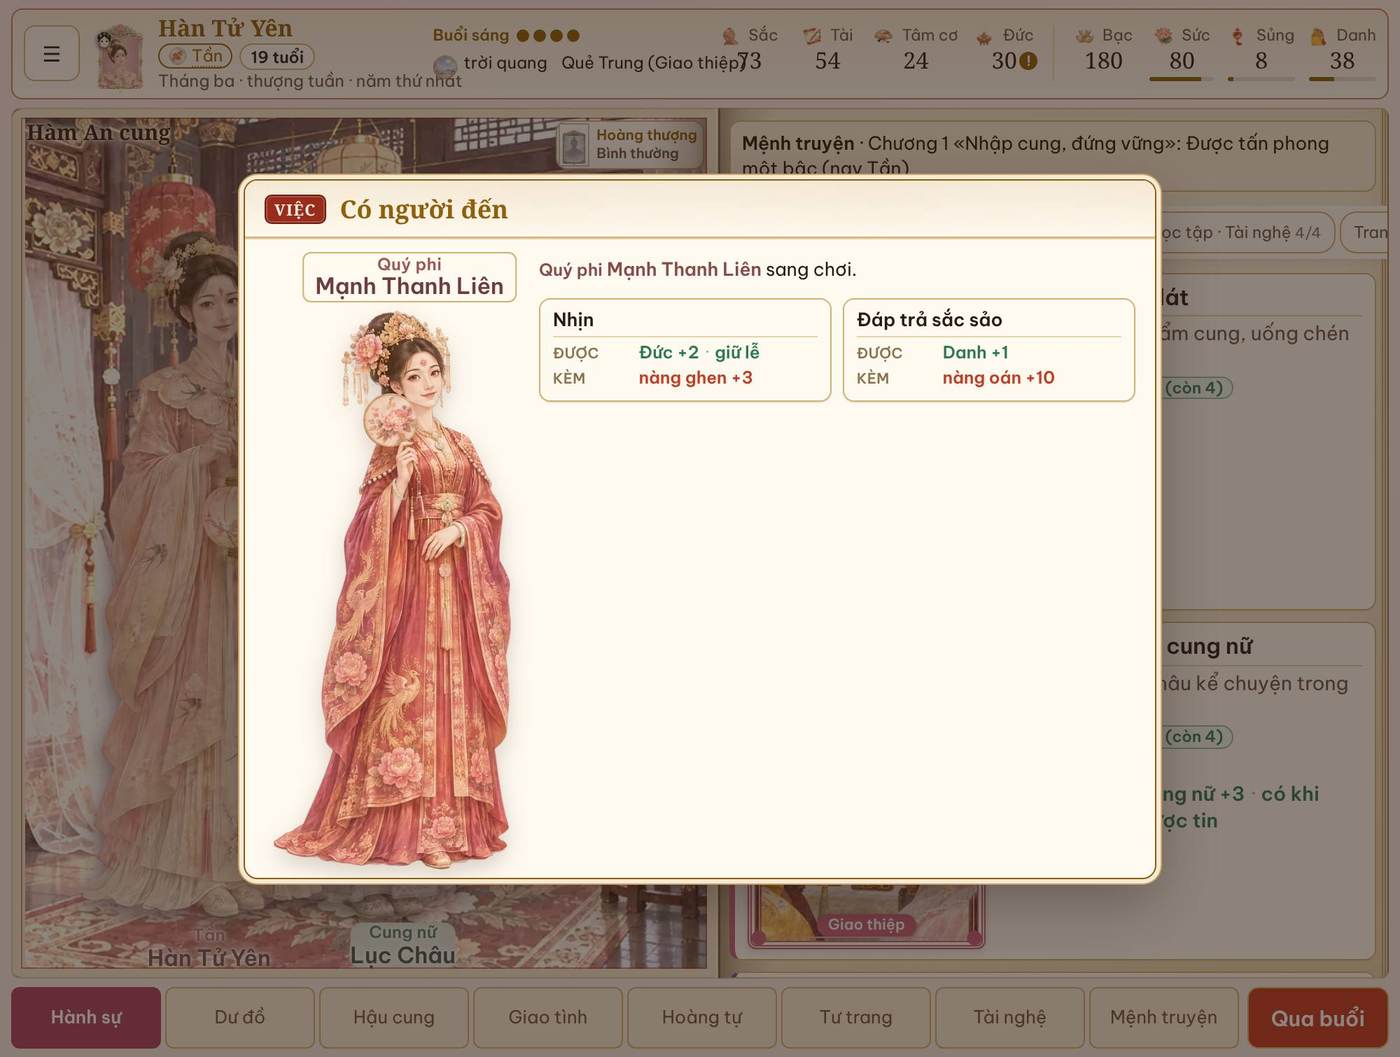 ☰
Hàn Tử Yên
Tần
19 tuổi
Tháng ba · thượng tuần · năm thứ nhất
Buổi sáng
trời quang Quẻ Trung (Giao thiệp)
Sắc
73
Tài
54
Tâm cơ
24
Đức
30
!
Bạc
180
Sức
80
Sủng
8
Danh
38
Hàm An cung
Hoàng thượng
Bình thường
Mệnh truyện · Chương 1 «Nhập cung, đứng vững»: Được tấn phong
một bậc (nay Tần)
ọc tập · Tài nghệ 4/4
Tran
VIỆC
Có người đến
Quý phi
Mạnh Thanh Liên
Quý phi Mạnh Thanh Liên sang chơi.
Nhịn
ĐƯỢC Đức +2 · giữ lễ
KÈM nàng ghen +3
Đáp trả sắc sảo
ĐƯỢC Danh +1
KÈM nàng oán +10
ẩm cung, uống chén
(còn 4)
cung nữ
âu kể chuyện trong
(còn 4)
ng nữ +3 · có khi
ợc tin
Giao thiệp
Tần
Hàn Tử Yên
Cung nữ
Lục Châu
Hành sự
Dư đồ
Hậu cung
Giao tình
Hoàng tự
Tư trang
Tài nghệ
Mệnh truyện
Qua buổi